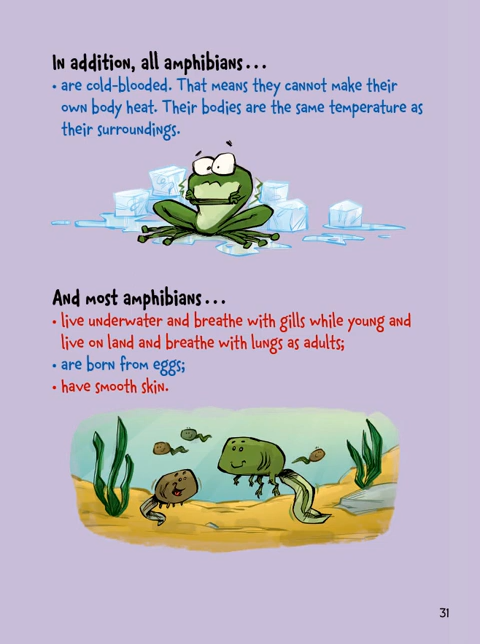 In addition, all amphibians...
• are cold-blooded. That means they cannot make their
own body heat. Their bodies are the same temperature as
their surroundings.
And most amphibians...
• live underwater and breathe with gills while young and
live on land and breathe with lungs as adults;
• are born from eggs;
• have smooth skin.
31